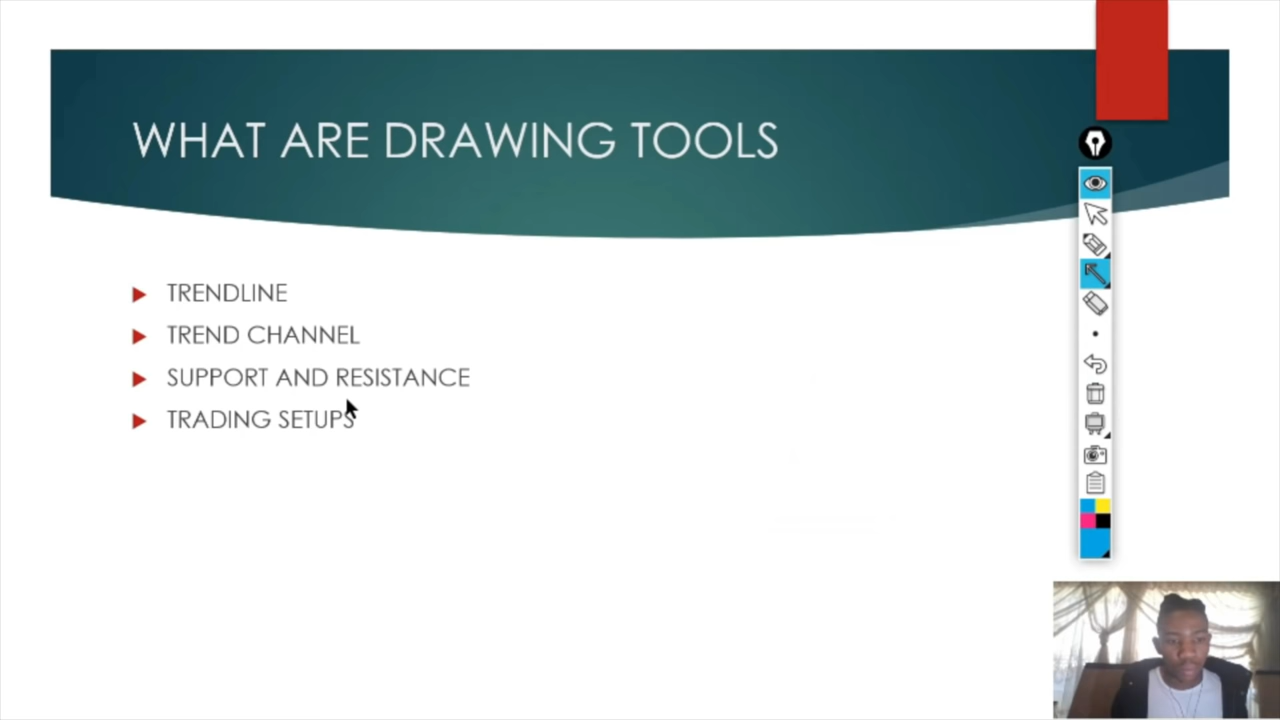 WHAT ARE DRAWING TOOLS
TRENDLINE
TREND CHANNEL
SUPPORT AND RESISTANCE
TRADING SETUPS